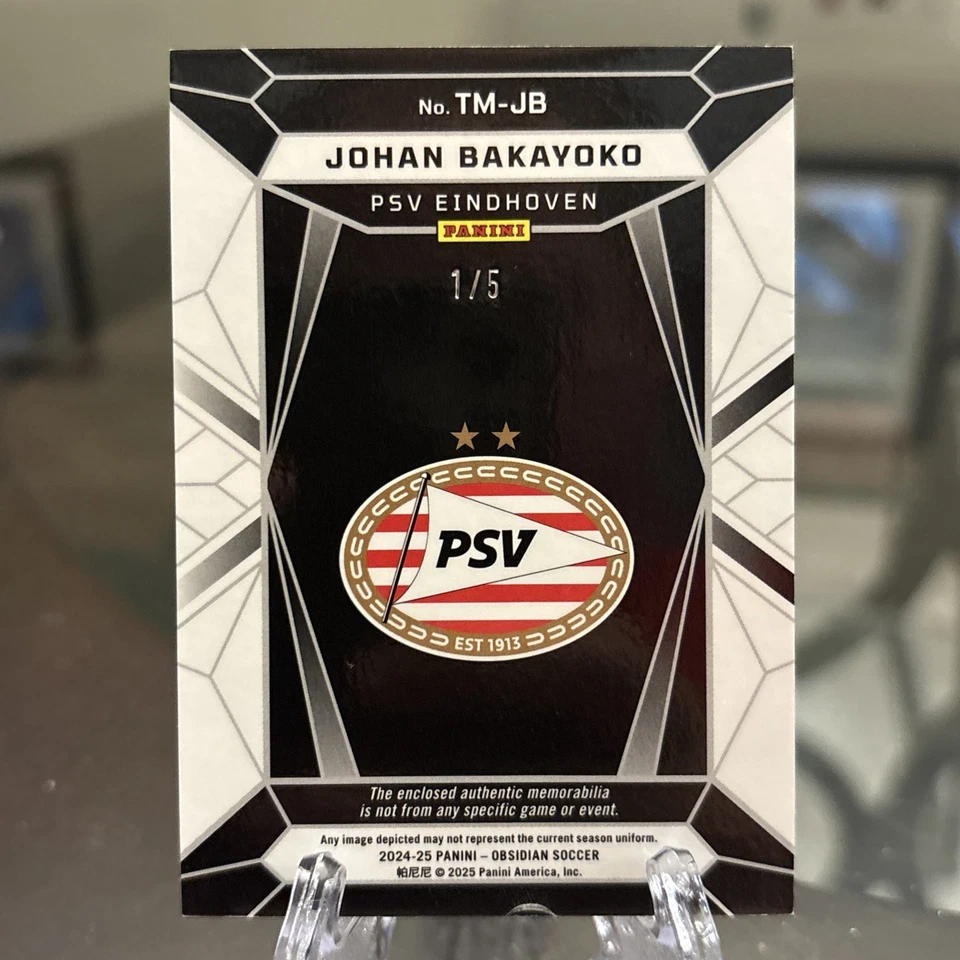 No. TM-JB
JOHAN BAKAYOKO
PSV EINDHOVEN
PANINI
1/5
PSV
EST 1913
The enclosed authentic memorabilia
is not from any specific game or event.
Any image depicted may not represent the current season uniform.
2024-25 PANINI – OBSIDIAN SOCCER
帕尼尼 © 2025 Panini America, Inc.